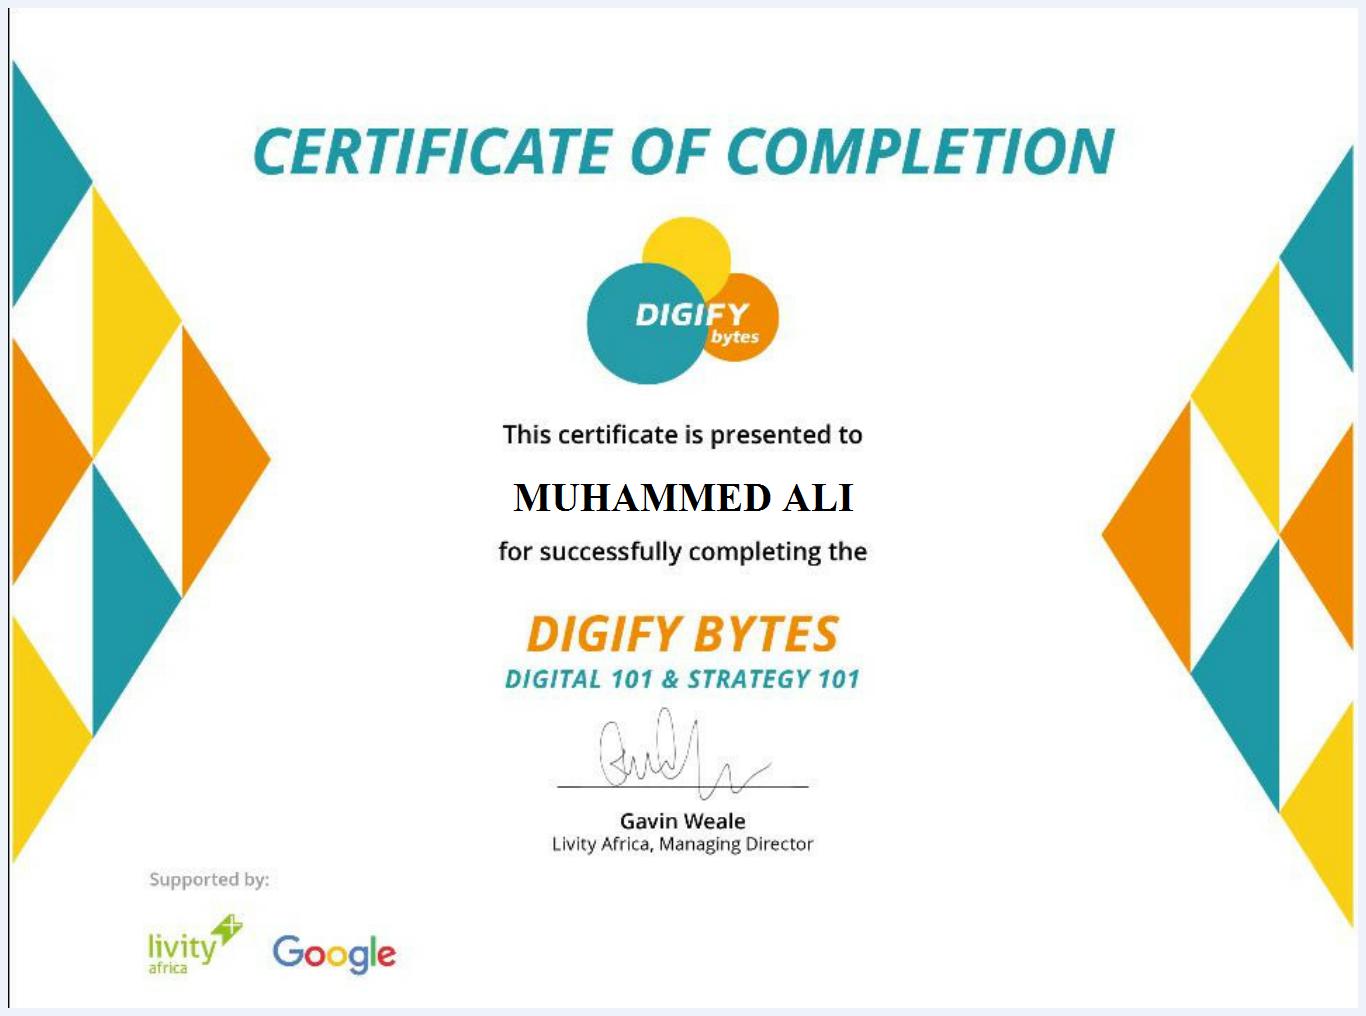 CERTIFICATE OF COMPLETION
DIGIFY
bytes
This certificate is presented to
MUHAMMED ALI
for successfully completing the
DIGIFY BYTES
DIGITAL 101 & STRATEGY 101
Gavin Weale
Livity Africa, Managing Director
Supported by:
livity
africa
Google